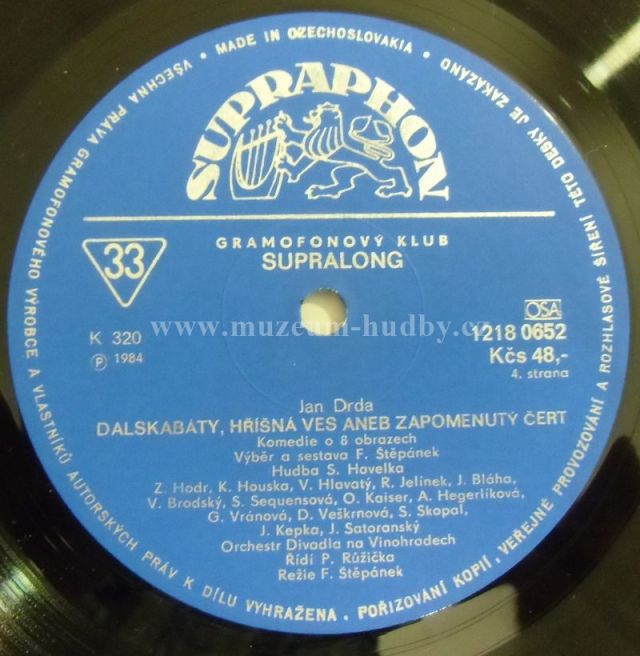 VŠECHNA PRÁVA GRAMOFONOVÉHO VÝROBCE A VLASTNÍKŮ AUTORSKÝCH PRÁV K DÍLU VYHRAŽENA. POŘIZOVÁNÍ KOPIÍ, VEŘEJNÉ PROVOZOVÁNÍ A ROZHLASOVÉ ŠÍŘENÍ TÉTO DESKY JE ZAKÁZÁNO
• MADE IN CZECHOSLOVAKIA •
SUPRAPHON
33
GRAMOFONOVÝ KLUB
SUPRALONG
www.muzeum-hudby.cz
OSA
K 320
1218 0652
Ⓟ 1984
Kčs 48,-
4. strana
Jan Drda
DALSKABÁTY, HŘÍŠNÁ VES ANEB ZAPOMENUTÝ ČERT
Komedie o 8 obrazech
Výběr a sestava F. Štěpánek
Hudba S. Havelka
Z. Hodr, K. Houska, V. Hlavatý, R. Jelínek, J. Bláha,
V. Brodský, S. Sequensová, O. Kaiser, A. Hegerlíková,
G. Vránová, D. Veškrnová, S. Skopal,
J. Kepka, J. Satoranský
Orchestr Divadla na Vinohradech
Řídí P. Růžička
Režie F. Štěpánek